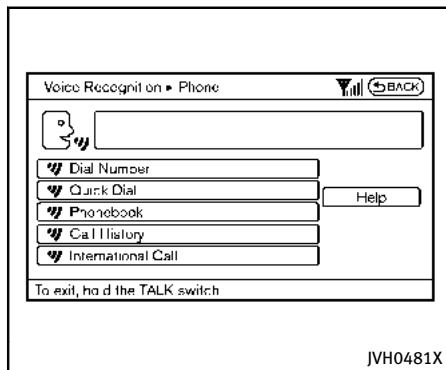 Voice Recognition ▸ Phone BACK
Dial Number
Quick Dial
Help
Phonebook
Call History
International Call
To exit, hold the TALK switch
JVH0481X